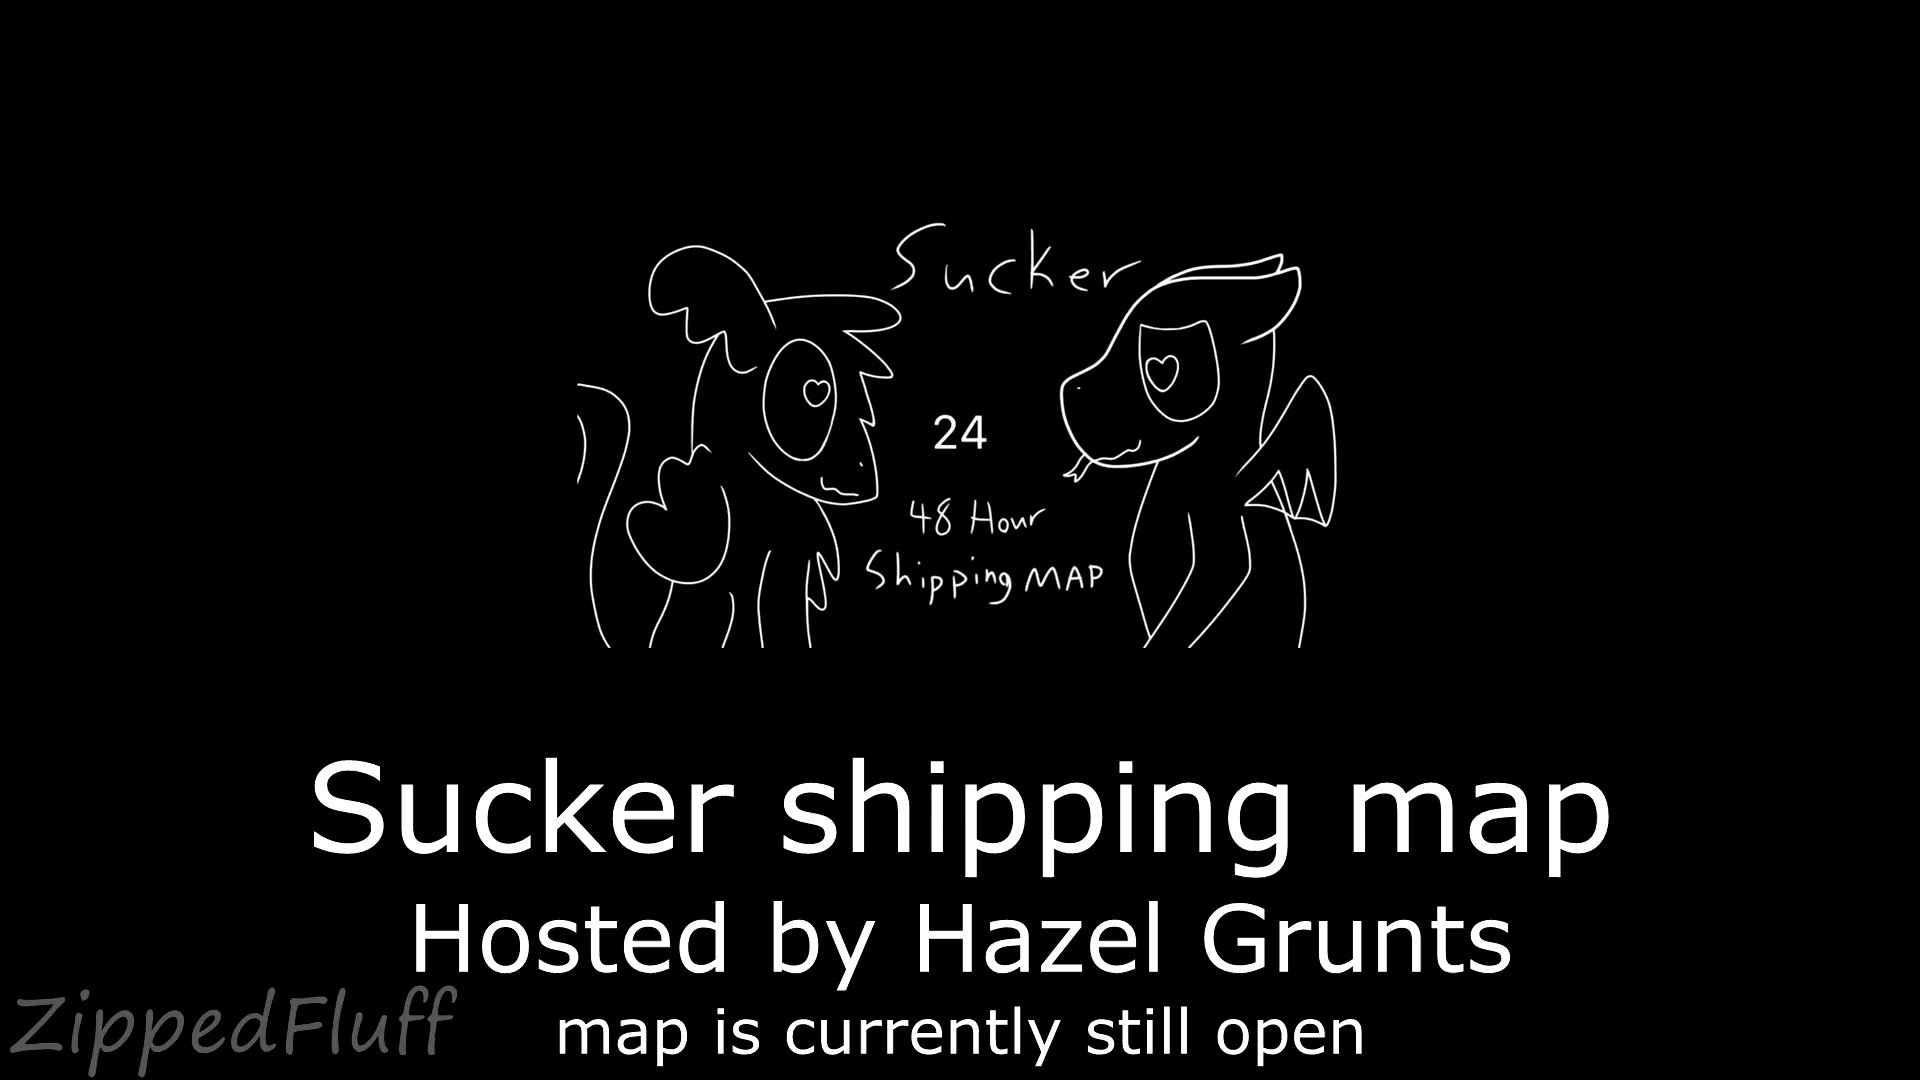 Sucker
24
48 Hour
Shipping MAP
Sucker shipping map
Hosted by Hazel Grunts
map is currently still open
ZippedFluff